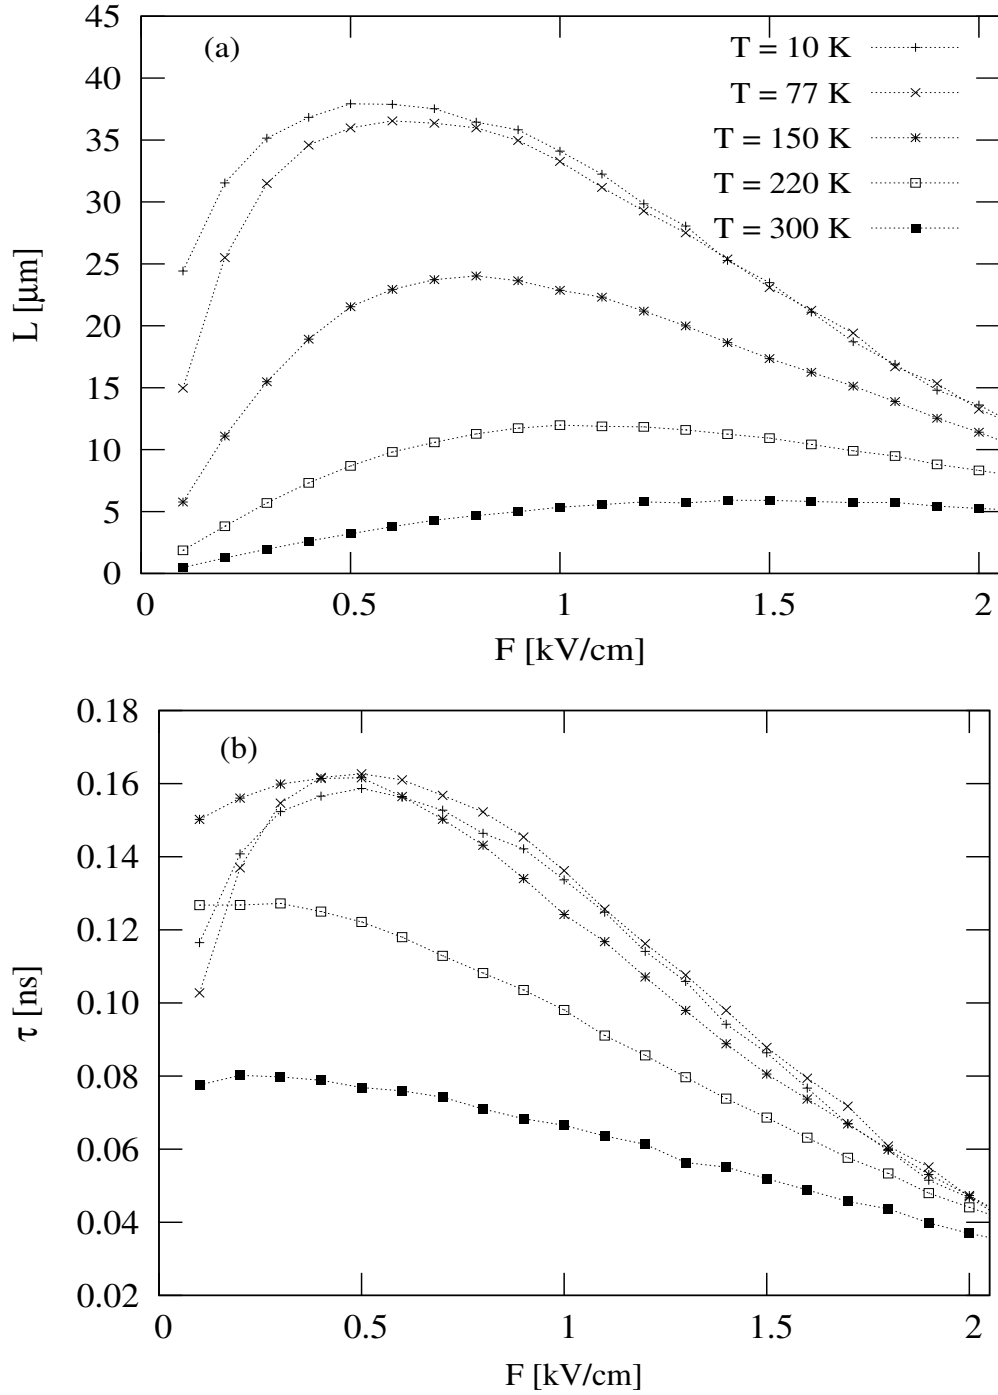 45
40
35
30
25
20
15
10
5
0
L [μm]
(a)
T = 10 K
T = 77 K
T = 150 K
T = 220 K
T = 300 K
0 0.5 1 1.5 2
F [kV/cm]
0.18
0.16
0.14
0.12
0.10
0.08
0.06
0.04
0.02
τ [ns]
(b)
0 0.5 1 1.5 2
F [kV/cm]